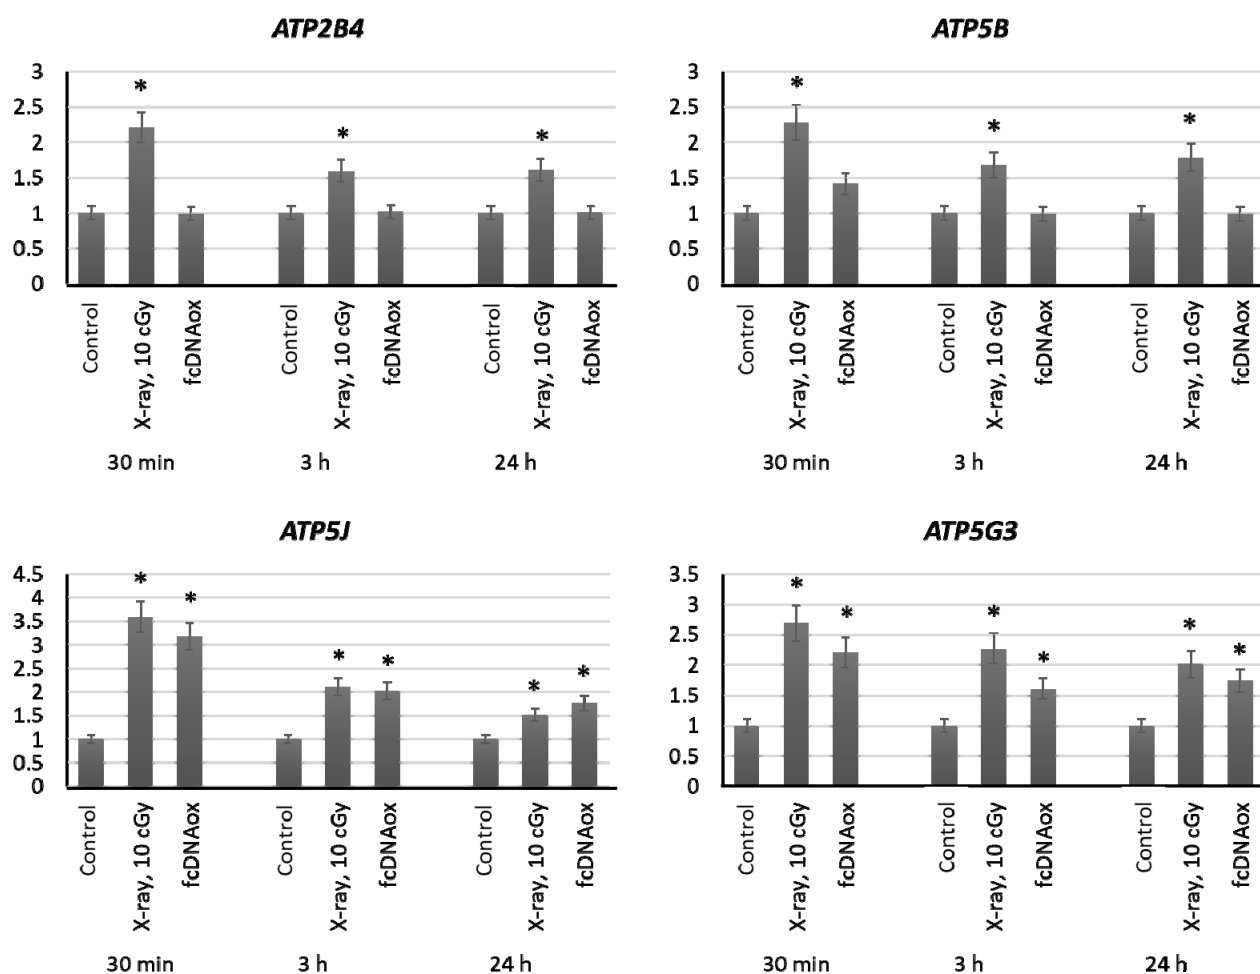 ATP2B4
3
2.5
2
1.5
1
0.5
0
*
*
*
Control
X-ray, 10 cGy
fcDNAox
Control
X-ray, 10 cGy
fcDNAox
Control
X-ray, 10 cGy
fcDNAox
30 min 3 h 24 h
ATP5B
3
2.5
2
1.5
1
0.5
0
*
*
*
Control
X-ray, 10 cGy
fcDNAox
Control
X-ray, 10 cGy
fcDNAox
Control
X-ray, 10 cGy
fcDNAox
30 min 3 h 24 h
ATP5J
4.5
4
3.5
3
2.5
2
1.5
1
0.5
0
*
*
*
*
*
*
Control
X-ray, 10 cGy
fcDNAox
Control
X-ray, 10 cGy
fcDNAox
Control
X-ray, 10 cGy
fcDNAox
30 min 3 h 24 h
ATP5G3
3.5
3
2.5
2
1.5
1
0.5
0
*
*
*
*
*
*
Control
X-ray, 10 cGy
fcDNAox
Control
X-ray, 10 cGy
fcDNAox
Control
X-ray, 10 cGy
fcDNAox
30 min 3 h 24 h